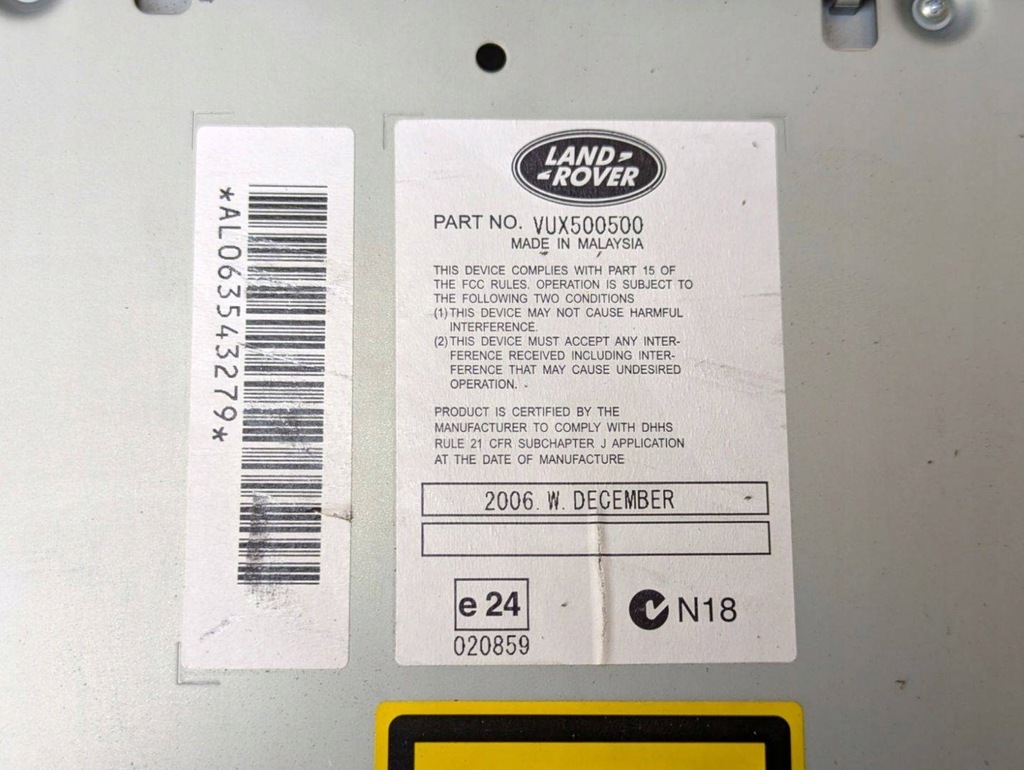 *AL0635432​79*
LAND-
-ROVER
PART NO. VUX500500
MADE IN MALAYSIA
THIS DEVICE COMPLIES WITH PART 15 OF
THE FCC RULES. OPERATION IS SUBJECT TO
THE FOLLOWING TWO CONDITIONS
(1) THIS DEVICE MAY NOT CAUSE HARMFUL
INTERFERENCE.
(2) THIS DEVICE MUST ACCEPT ANY INTER-
FERENCE RECEIVED INCLUDING INTER-
FERENCE THAT MAY CAUSE UNDESIRED
OPERATION.
PRODUCT IS CERTIFIED BY THE
MANUFACTURER TO COMPLY WITH DHHS
RULE 21 CFR SUBCHAPTER J APPLICATION
AT THE DATE OF MANUFACTURE
2006. W. DECEMBER
e 24
020859
N18